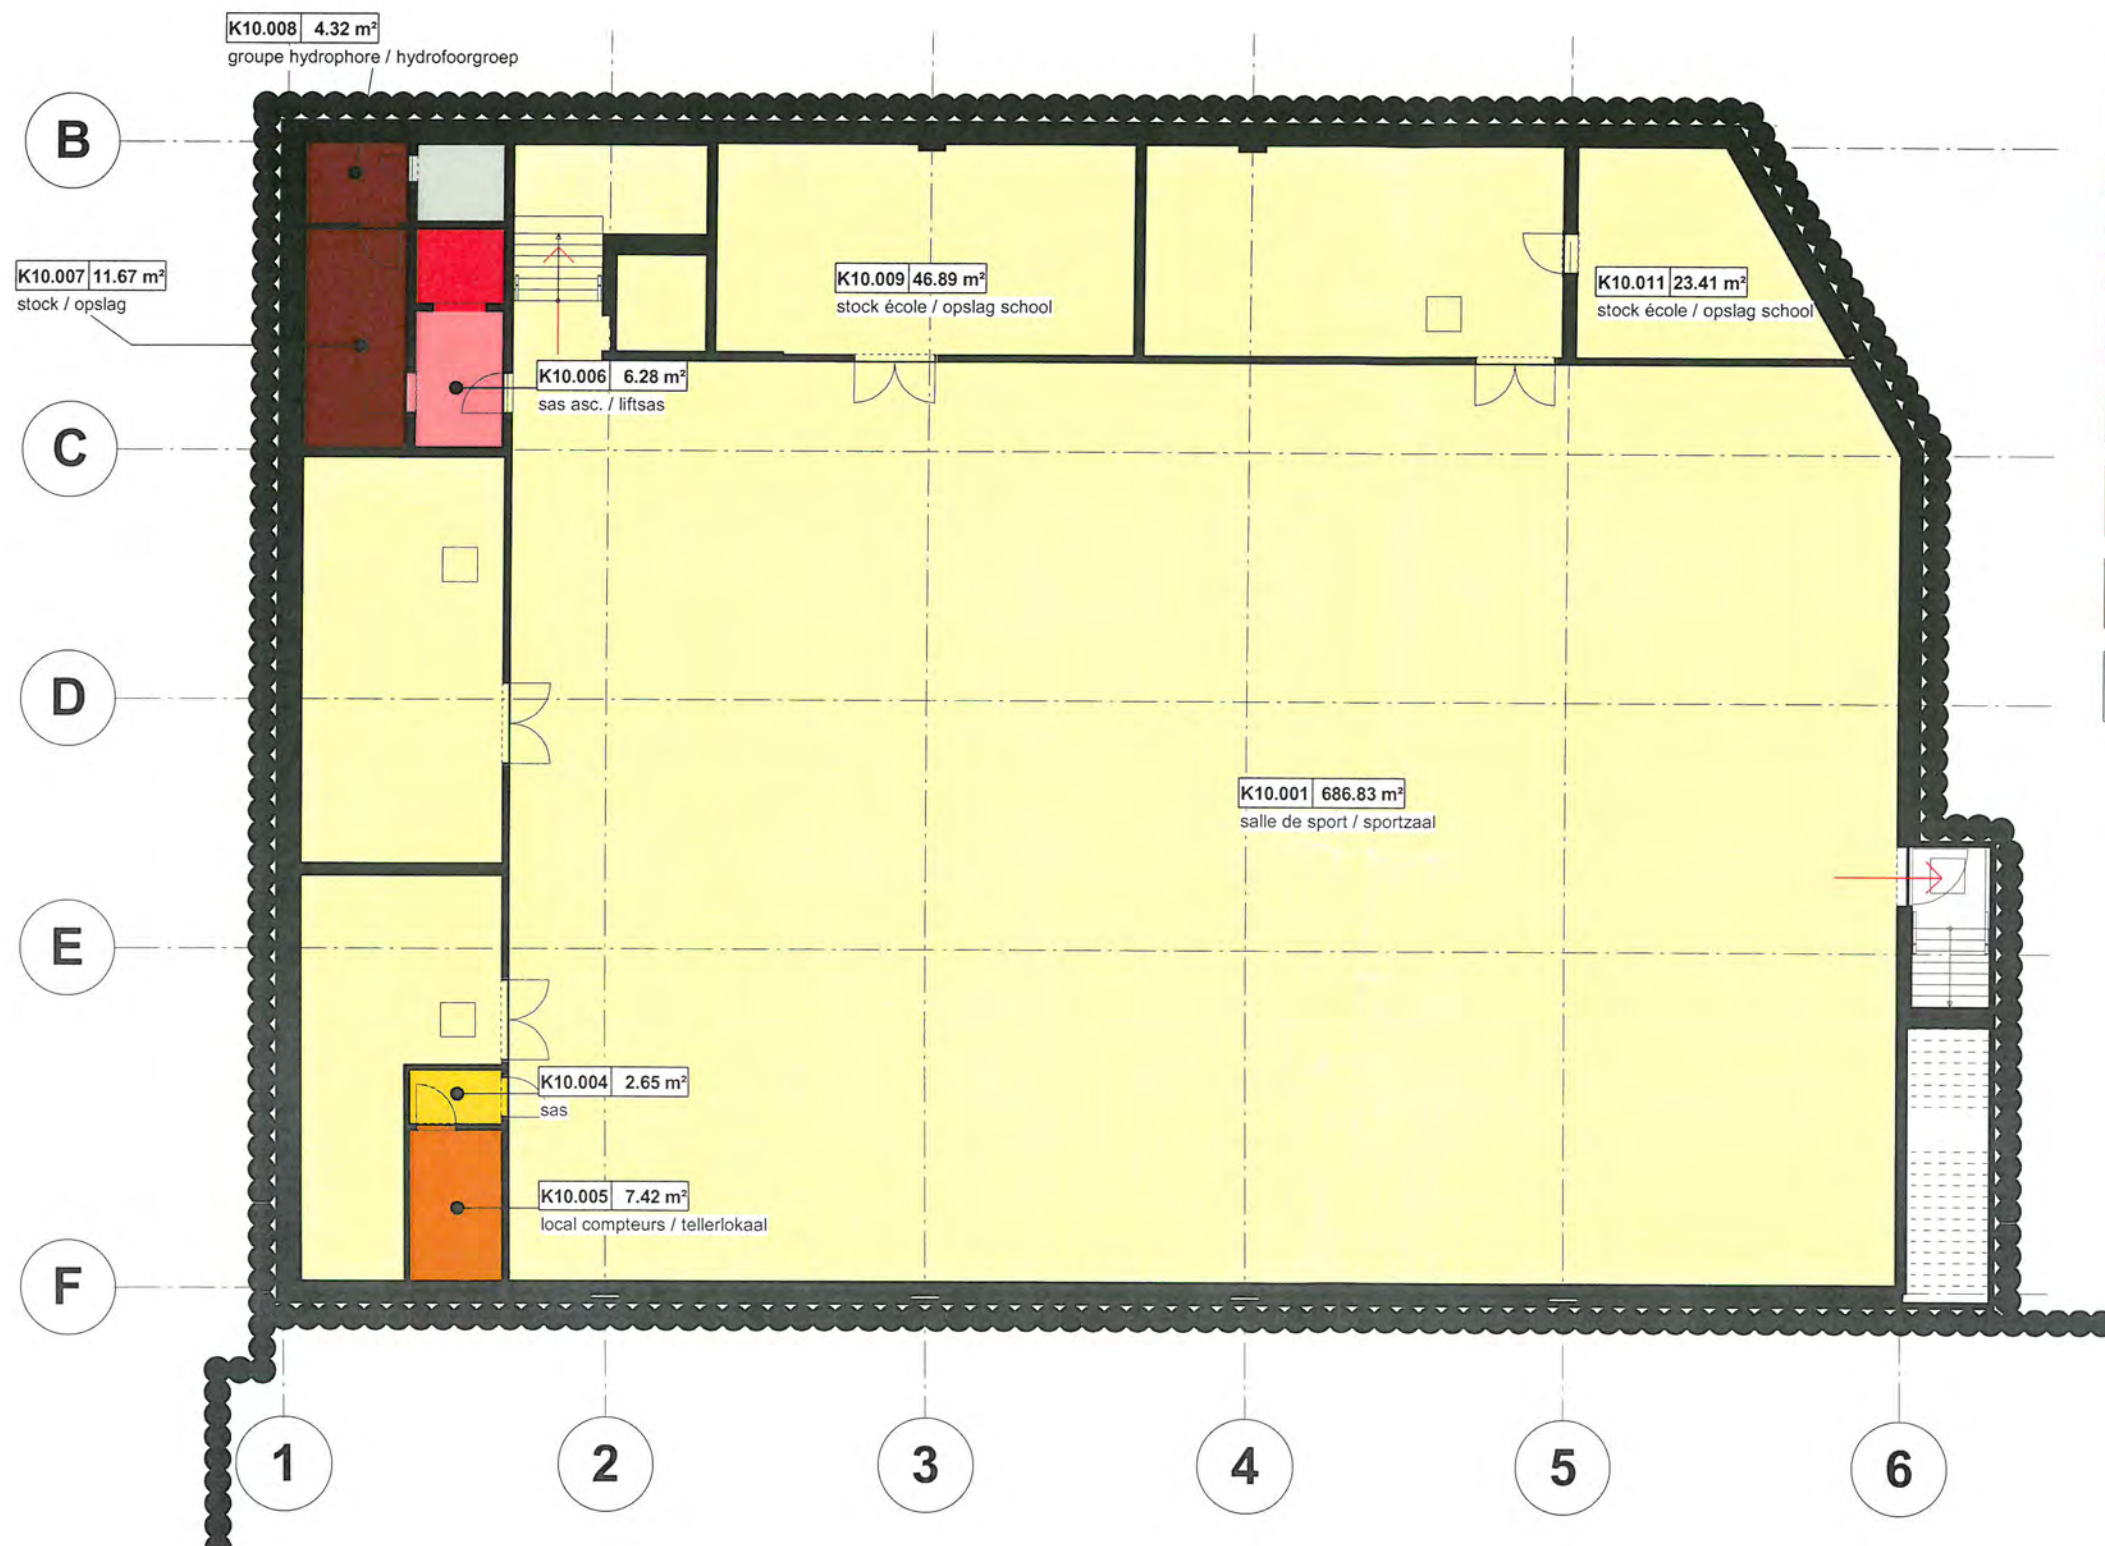 K10.008 4.32 m²
groupe hydrophore / hydrofoorgroep
B
K10.007 11.67 m²
stock / opslag
K10.009 46.89 m²
stock école / opslag school
K10.011 23.41 m²
stock école / opslag school
K10.006 6.28 m²
sas asc. / liftsas
C
D
K10.001 686.83 m²
salle de sport / sportzaal
E
K10.004 2.65 m²
sas
K10.005 7.42 m²
local compteurs / tellerlokaal
F
1 2 3 4 5 6